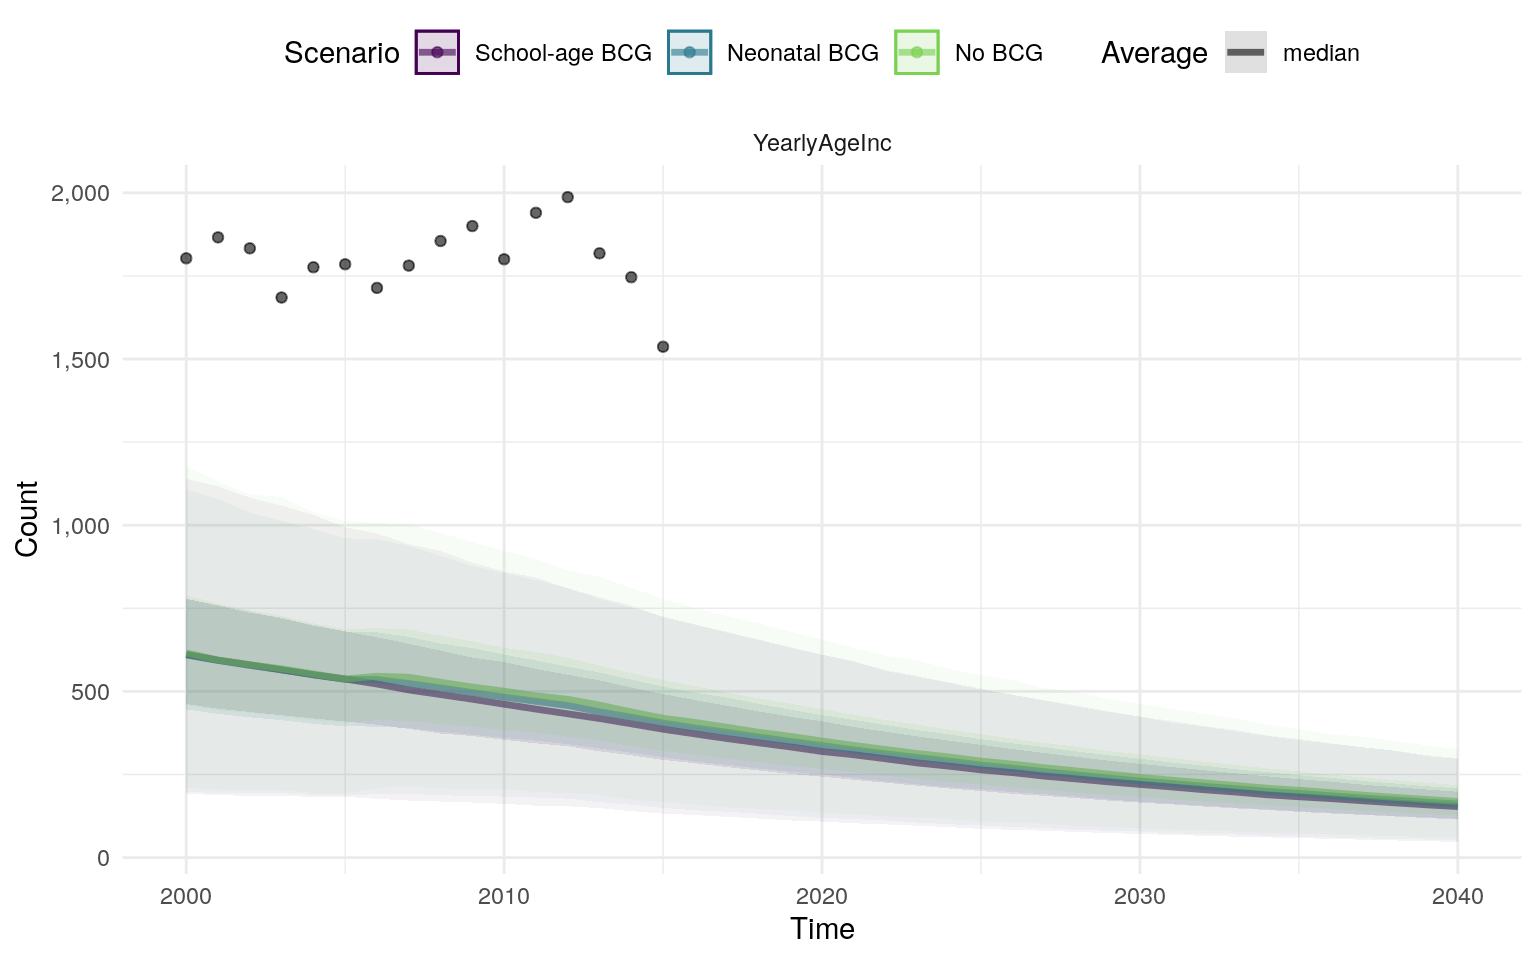 Scenario School-age BCG Neonatal BCG No BCG Average median
YearlyAgeInc
2,000
1,500
1,000
500
0
Count
2000 2010 2020 2030 2040
Time